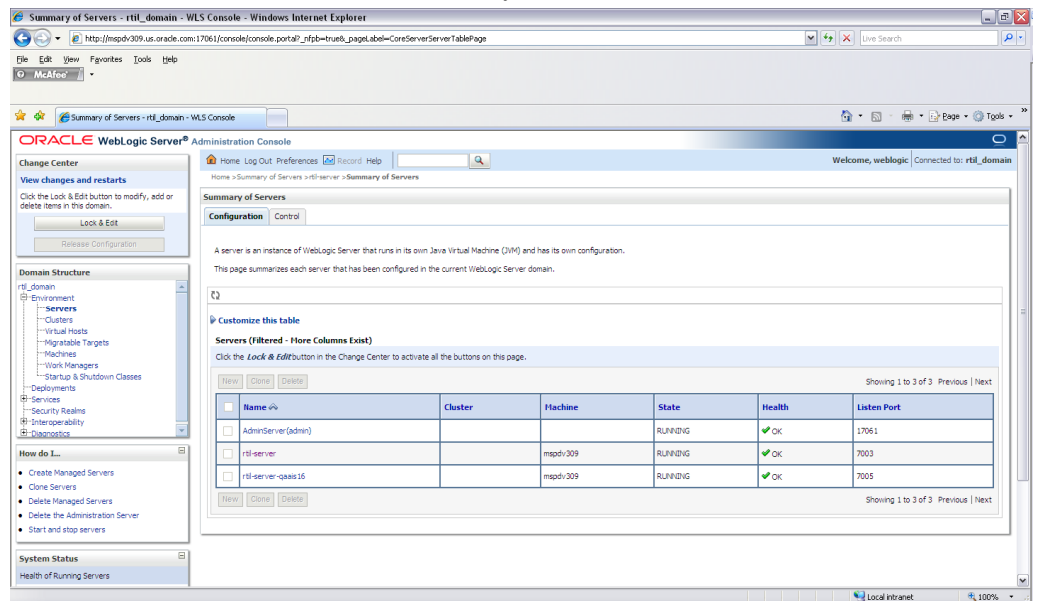 Summary of Servers - rtil_domain - WLS Console - Windows Internet Explorer
http://mspdv309.us.oracle.com:17061/console/console.portal?_nfpb=true&_pageLabel=CoreServerServerTablePage
Live Search
File Edit View Favorites Tools Help
McAfee
Summary of Servers - rtil_domain - WLS Console
Page Tools
ORACLE WebLogic Server® Administration Console
Change Center
View changes and restarts
Click the Lock & Edit button to modify, add or
delete items in this domain.
Lock & Edit
Release Configuration
Domain Structure
rtil_domain
Environment
Servers
Clusters
Virtual Hosts
Migratable Targets
Machines
Work Managers
Startup & Shutdown Classes
Deployments
Services
Security Realms
Interoperability
Diagnostics
How do I...
Create Managed Servers
Clone Servers
Delete Managed Servers
Delete the Administration Server
Start and stop servers
System Status
Health of Running Servers
Home Log Out Preferences Record Help
Welcome, weblogic Connected to: rtil_domain
Home >Summary of Servers >rtil-server >Summary of Servers
Summary of Servers
Configuration Control
A server is an instance of WebLogic Server that runs in its own Java Virtual Machine (JVM) and has its own configuration.
This page summarizes each server that has been configured in the current WebLogic Server domain.
Customize this table
Servers (Filtered - More Columns Exist)
Click the Lock & Edit button in the Change Center to activate all the buttons on this page.
New Clone Delete
Showing 1 to 3 of 3 Previous | Next
Name Cluster Machine State Health Listen Port
AdminServer(admin) RUNNING OK 17061
rtil-server mspdv309 RUNNING OK 7003
rtil-server-qaais16 mspdv309 RUNNING OK 7005
New Clone Delete
Showing 1 to 3 of 3 Previous | Next
Local intranet
100%